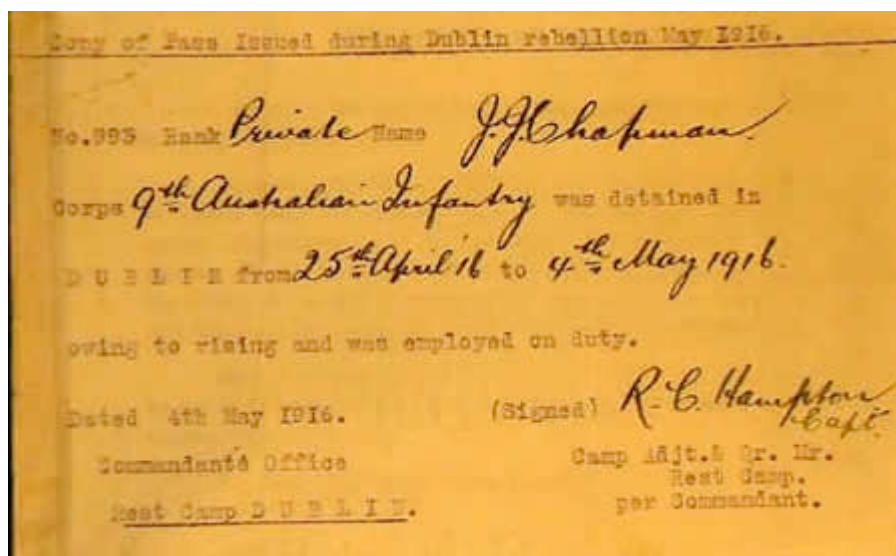 Copy of Pass Issued during Dublin rebellion May 1916.
No.993 Rank Private Name J.J. Chapman.
Corps 9th Australian Infantry was detained in
D U B L I N from 25th April '16 to 4th May 1916.
owing to rising and was employed on duty.
Dated 4th May 1916. (Signed) R. C. Hampton
Capt.
Commandants Office Camp Adjt.& Qr. Mr.
Rest Camp.
Rest Camp D U B L I N. per Commandant.